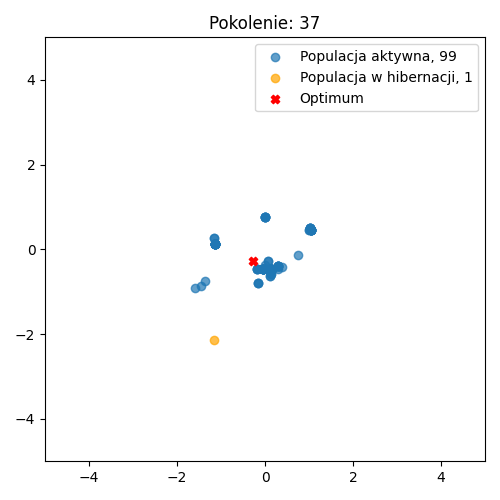 Pokolenie: 37
Populacja aktywna, 99
Populacja w hibernacji, 1
Optimum
4
2
0
−2
−4
−4
−2
0
2
4